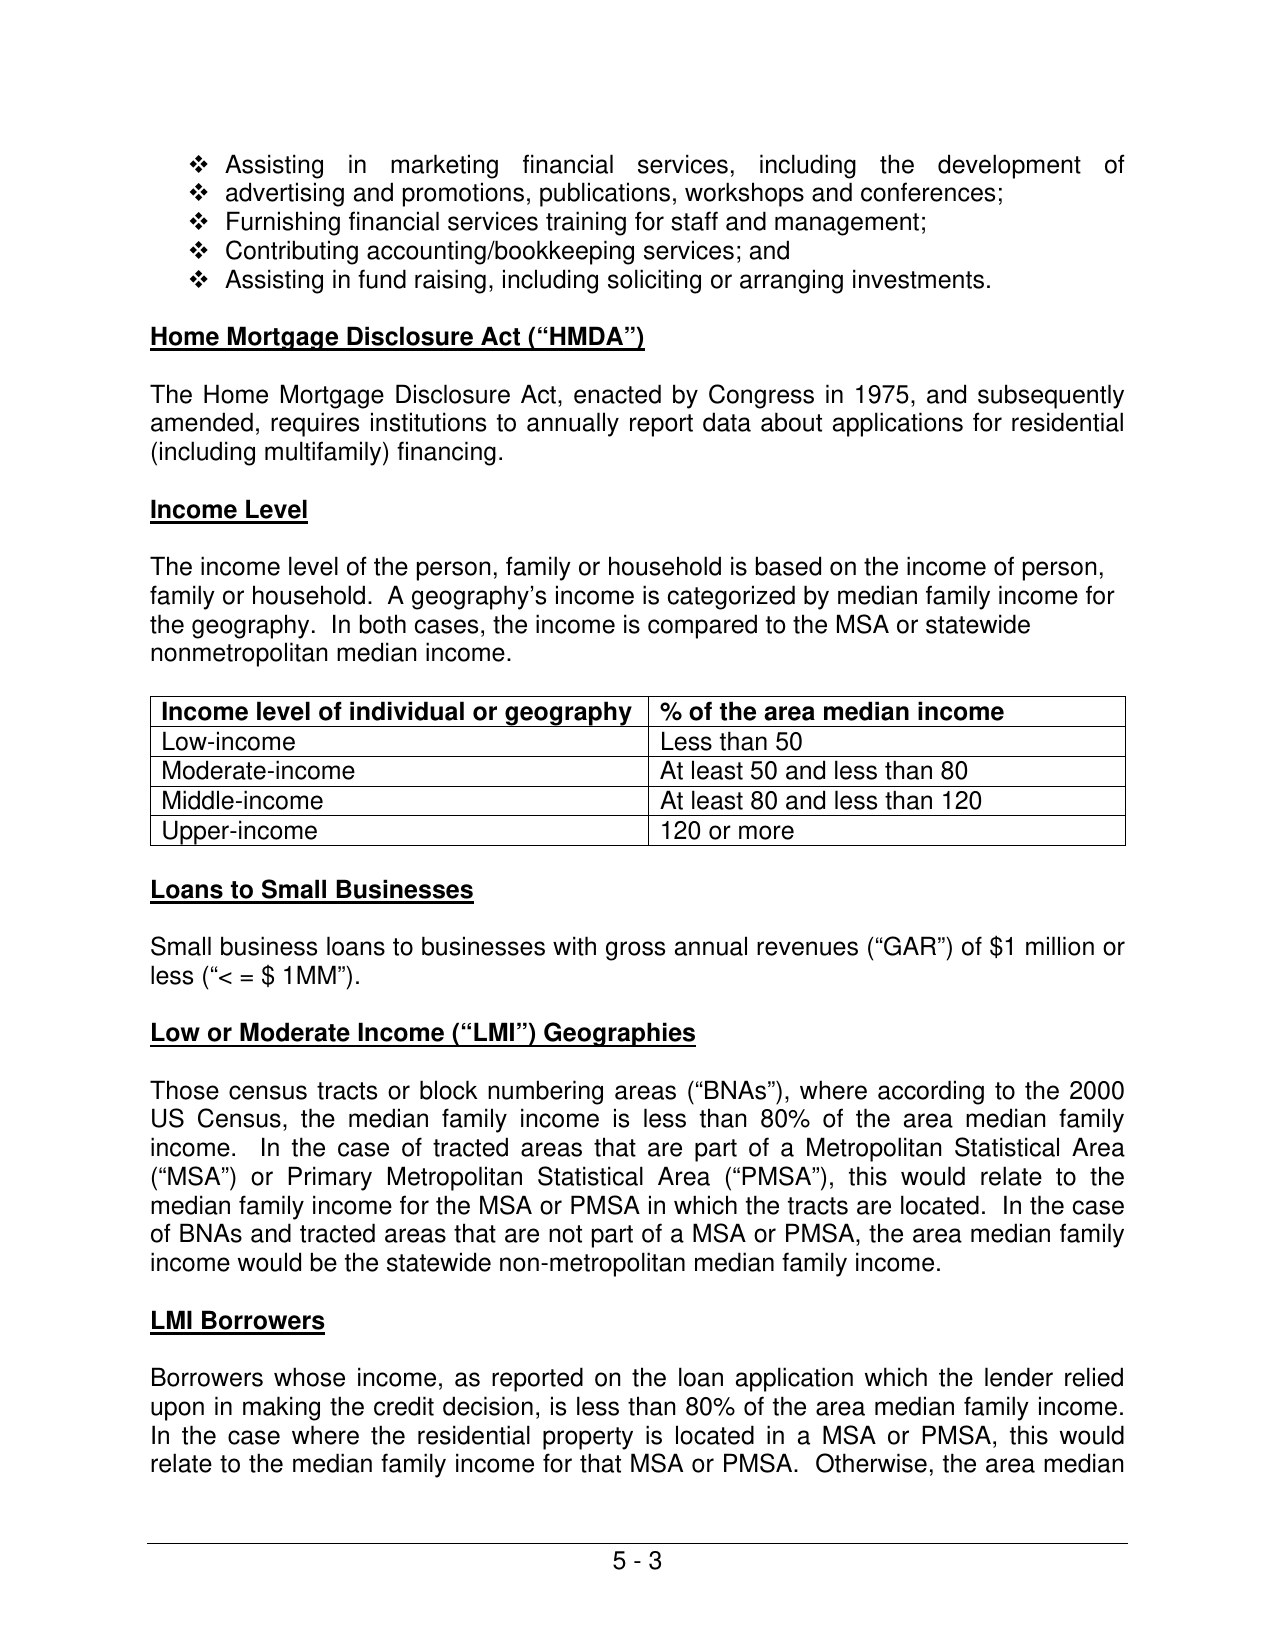 ❖ Assisting in marketing financial services, including the development of
❖ advertising and promotions, publications, workshops and conferences;
❖ Furnishing financial services training for staff and management;
❖ Contributing accounting/bookkeeping services; and
❖ Assisting in fund raising, including soliciting or arranging investments.
Home Mortgage Disclosure Act (“HMDA”)
The Home Mortgage Disclosure Act, enacted by Congress in 1975, and subsequently
amended, requires institutions to annually report data about applications for residential
(including multifamily) financing.
Income Level
The income level of the person, family or household is based on the income of person,
family or household.  A geography’s income is categorized by median family income for
the geography.  In both cases, the income is compared to the MSA or statewide
nonmetropolitan median income.
Income level of individual or geography % of the area median income
Low-income Less than 50
Moderate-income At least 50 and less than 80
Middle-income At least 80 and less than 120
Upper-income 120 or more
Loans to Small Businesses
Small business loans to businesses with gross annual revenues (“GAR”) of $1 million or
less (“< = $ 1MM”).
Low or Moderate Income (“LMI”) Geographies
Those census tracts or block numbering areas (“BNAs”), where according to the 2000
US Census, the median family income is less than 80% of the area median family
income.  In the case of tracted areas that are part of a Metropolitan Statistical Area
(“MSA”) or Primary Metropolitan Statistical Area (“PMSA”), this would relate to the
median family income for the MSA or PMSA in which the tracts are located.  In the case
of BNAs and tracted areas that are not part of a MSA or PMSA, the area median family
income would be the statewide non-metropolitan median family income.
LMI Borrowers
Borrowers whose income, as reported on the loan application which the lender relied
upon in making the credit decision, is less than 80% of the area median family income.
In the case where the residential property is located in a MSA or PMSA, this would
relate to the median family income for that MSA or PMSA.  Otherwise, the area median
5 - 3